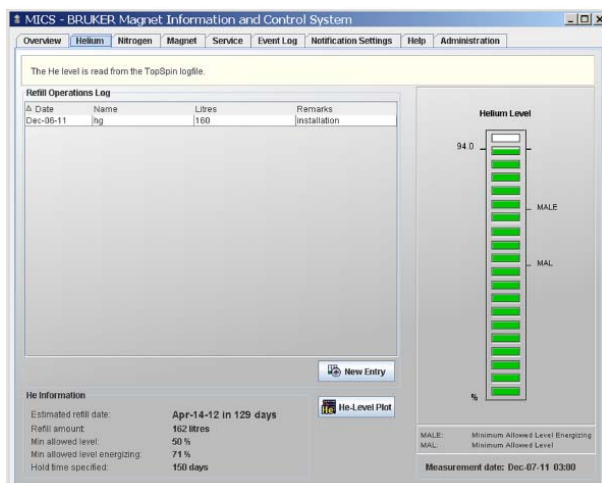 MICS - BRUKER Magnet Information and Control System
Overview Helium Nitrogen Magnet Service Event Log Notification Settings Help Administration
The He level is read from the TopSpin logfile.
Refill Operations Log
Date Name Litres Remarks
Dec-06-11 hg 160 installation
Helium Level
94.0
MALE
MAL
%
New Entry
He Information
Estimated refill date: Apr-14-12 in 129 days
Refill amount: 162 litres
Min allowed level: 50 %
Min allowed level energizing: 71 %
Hold time specified: 150 days
He He-Level Plot
MALE: Minimum Allowed Level Energizing
MAL: Minimum Allowed Level
Measurement date: Dec-07-11 03:00